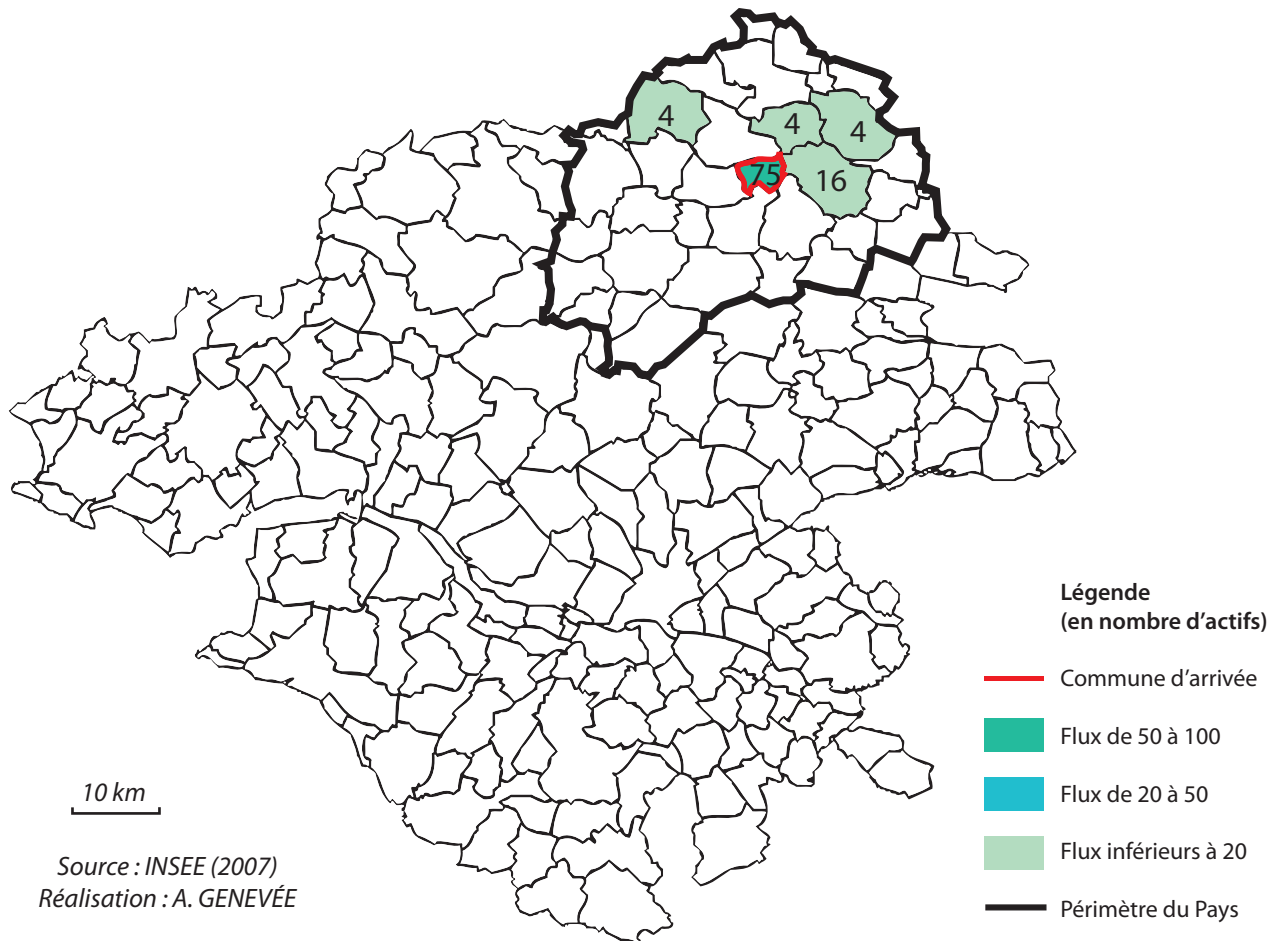 4
4
4
75
16
Légende
(en nombre d'actifs)
Commune d'arrivée
Flux de 50 à 100
Flux de 20 à 50
Flux inférieurs à 20
Périmètre du Pays
10 km
Source : INSEE (2007)
Réalisation : A. GENEVÉE